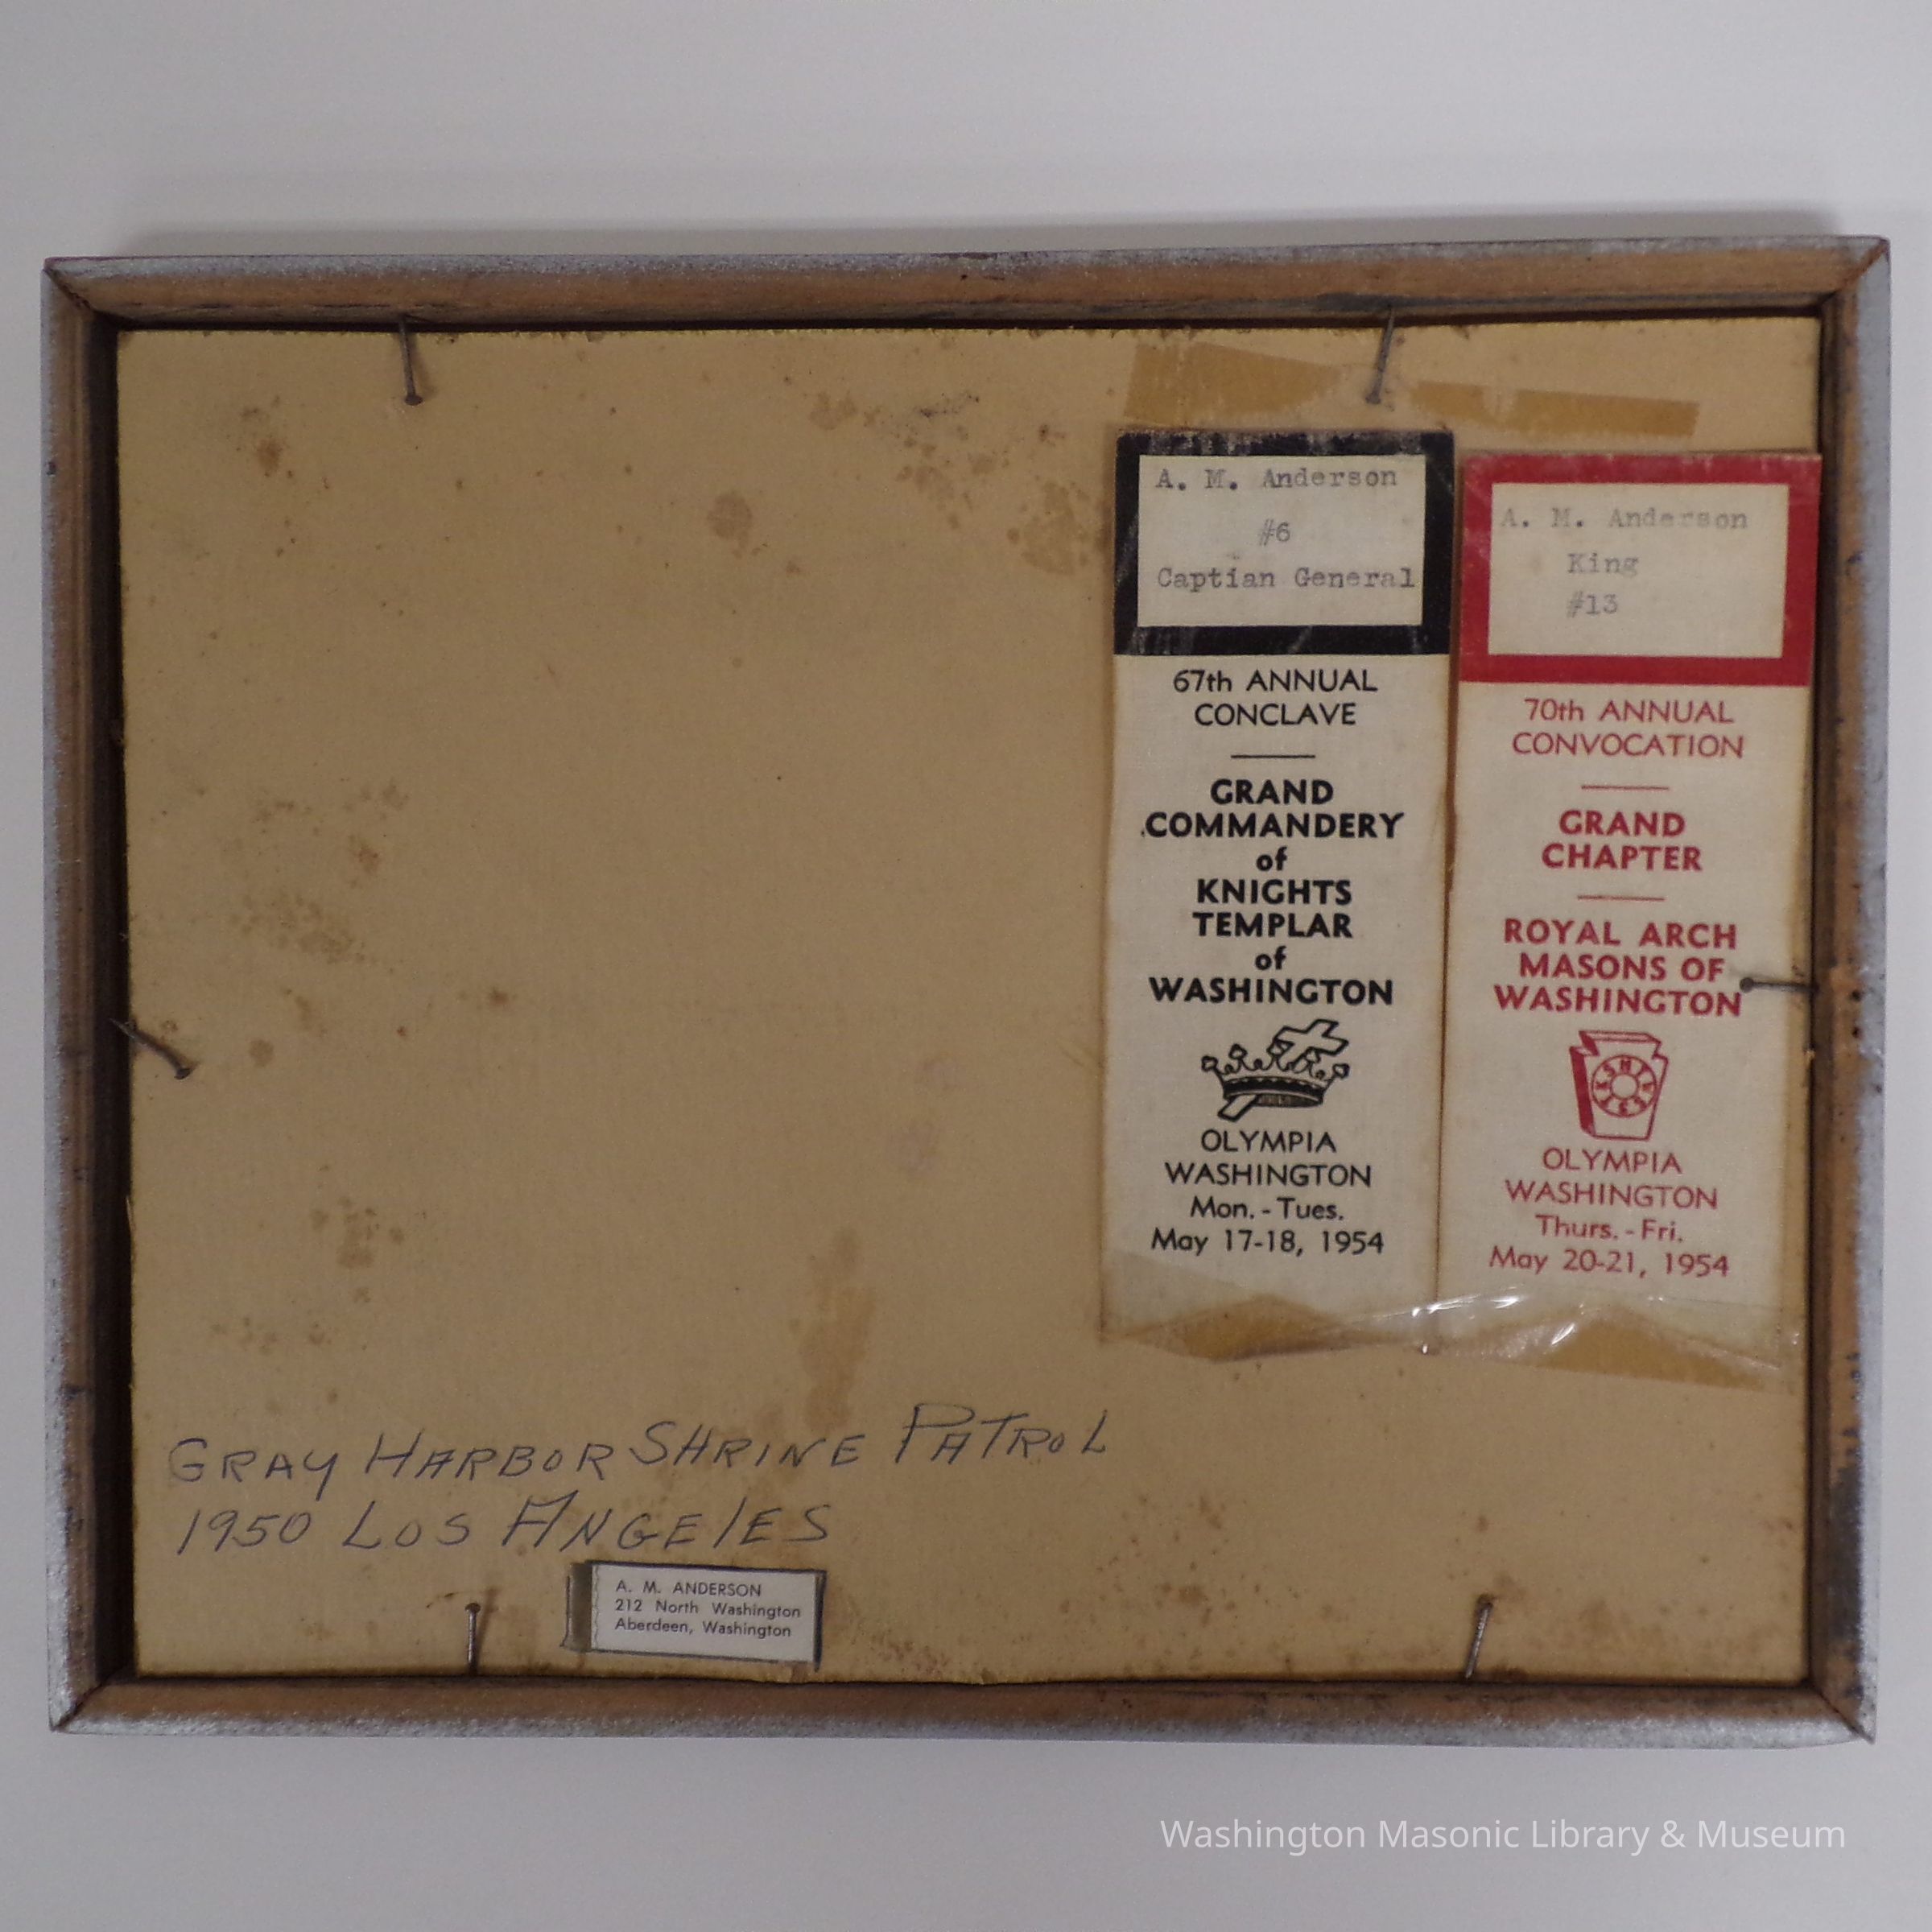 A. M. Anderson
#6
Captian General
67th ANNUAL
CONCLAVE
GRAND
COMMANDERY
of
KNIGHTS
TEMPLAR
of
WASHINGTON
OLYMPIA
WASHINGTON
Mon. - Tues.
May 17-18, 1954
A. M. Anderson
King
#13
70th ANNUAL
CONVOCATION
GRAND
CHAPTER
ROYAL ARCH
MASONS OF
WASHINGTON
HTWSSTKS
OLYMPIA
WASHINGTON
Thurs. - Fri.
May 20-21, 1954
GRAY HARBOR SHRINE PATROL
1950 LOS ANGELES
A. M. ANDERSON
212 North Washington
Aberdeen, Washington
Washington Masonic Library & Museum